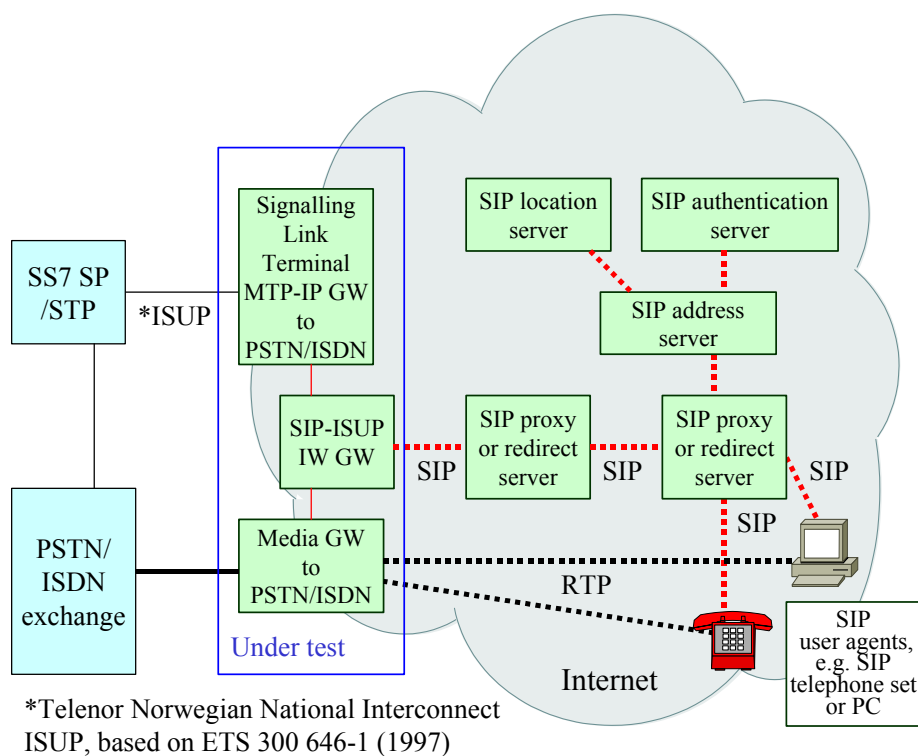 Signalling
Link
Terminal
MTP-IP GW
to
PSTN/ISDN
SIP location
server
SIP authentication
server
SS7 SP
/STP
*ISUP
SIP address
server
SIP-ISUP
IW GW
SIP
SIP proxy
or redirect
server
SIP
SIP proxy
or redirect
server
SIP
SIP
PSTN/
ISDN
exchange
Media GW
to
PSTN/ISDN
RTP
Under test
Internet
SIP
user agents,
e.g. SIP
telephone set
or PC
*Telenor Norwegian National Interconnect
ISUP, based on ETS 300 646-1 (1997)